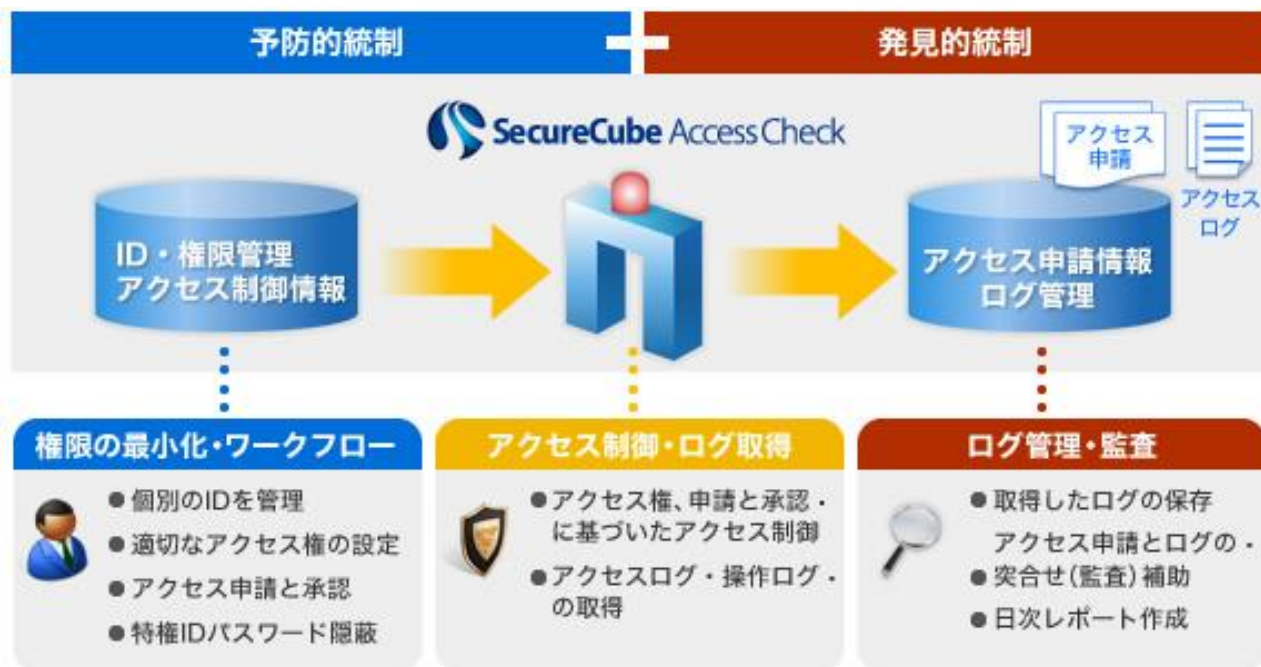 予防的統制
発見的統制
SecureCube Access Check
アクセス
申請
アクセス
ログ
ID・権限管理
アクセス制御情報
アクセス申請情報
ログ管理
権限の最小化・ワークフロー
● 個別のIDを管理
● 適切なアクセス権の設定
● アクセス申請と承認
● 特権IDパスワード隠蔽
アクセス制御・ログ取得
● アクセス権、申請と承認・
に基づいたアクセス制御
● アクセスログ・操作ログ・
の取得
ログ管理・監査
● 取得したログの保存
アクセス申請とログの・
● 突合せ(監査)補助
● 日次レポート作成